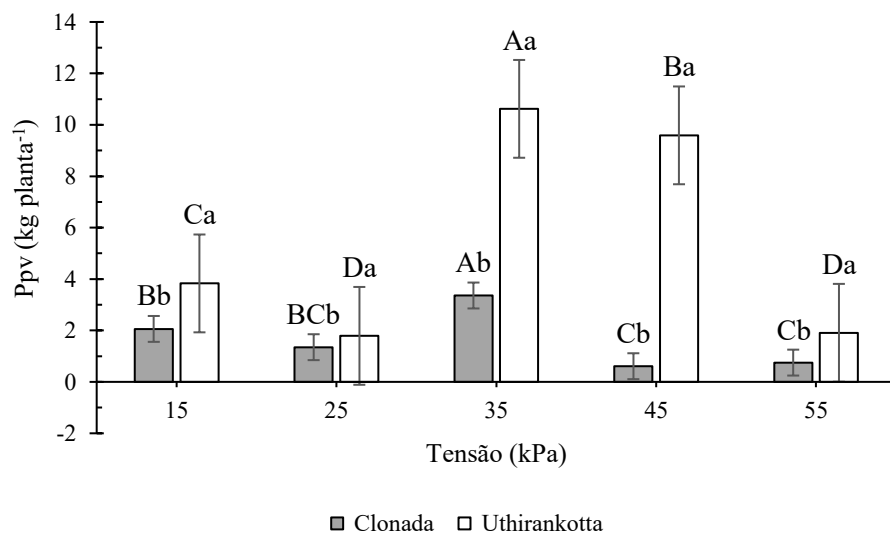 Ppv (kg planta⁻¹)
14
12
10
8
6
4
2
0
-2
Bb
Ca
BCb
Da
Ab
Aa
Cb
Ba
Cb
Da
15 25 35 45 55
Tensão (kPa)
Clonada Uthirankotta